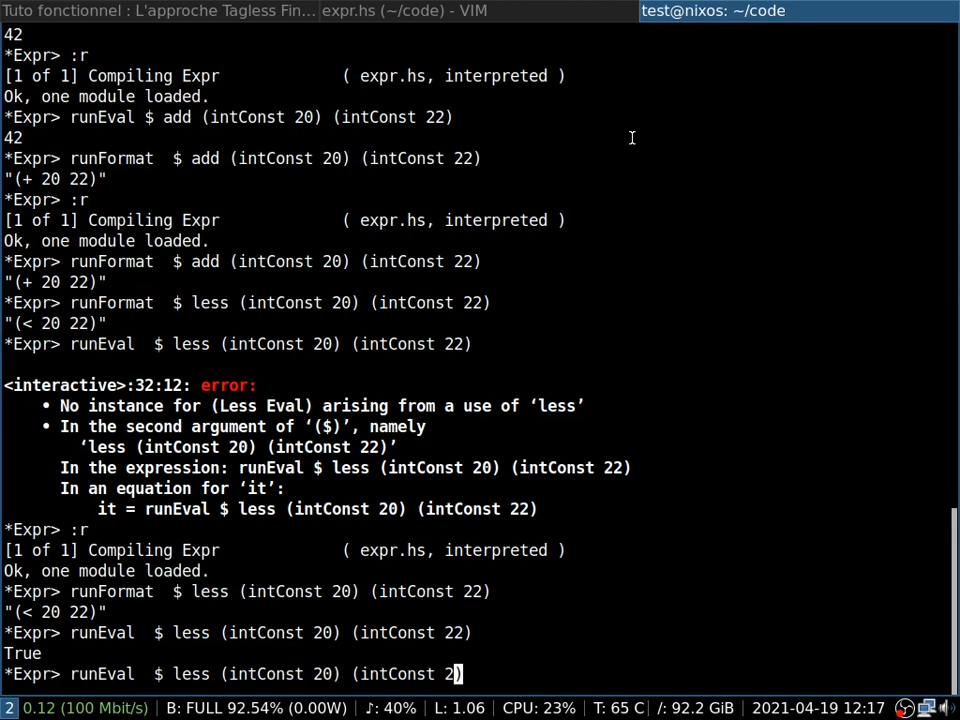 Tuto fonctionnel : L'approche Tagless Fin... expr.hs (~/code) - VIM test@nixos: ~/code
42
*Expr> :r
[1 of 1] Compiling Expr             ( expr.hs, interpreted )
Ok, one module loaded.
*Expr> runEval $ add (intConst 20) (intConst 22)
42
*Expr> runFormat  $ add (intConst 20) (intConst 22)
"(+ 20 22)"
*Expr> :r
[1 of 1] Compiling Expr             ( expr.hs, interpreted )
Ok, one module loaded.
*Expr> runFormat  $ add (intConst 20) (intConst 22)
"(+ 20 22)"
*Expr> runFormat  $ less (intConst 20) (intConst 22)
"(< 20 22)"
*Expr> runEval  $ less (intConst 20) (intConst 22)
<interactive>:32:12: error:
    • No instance for (Less Eval) arising from a use of ‘less’
    • In the second argument of ‘($)’, namely
        ‘less (intConst 20) (intConst 22)’
      In the expression: runEval $ less (intConst 20) (intConst 22)
      In an equation for ‘it’:
          it = runEval $ less (intConst 20) (intConst 22)
*Expr> :r
[1 of 1] Compiling Expr             ( expr.hs, interpreted )
Ok, one module loaded.
*Expr> runFormat  $ less (intConst 20) (intConst 22)
"(< 20 22)"
*Expr> runEval  $ less (intConst 20) (intConst 22)
True
*Expr> runEval  $ less (intConst 20) (intConst 2)
2 0.12 (100 Mbit/s) | B: FULL 92.54% (0.00W) | ♪: 40% | L: 1.06 | CPU: 23% | T: 65 C | /: 92.2 GiB | 2021-04-19 12:17